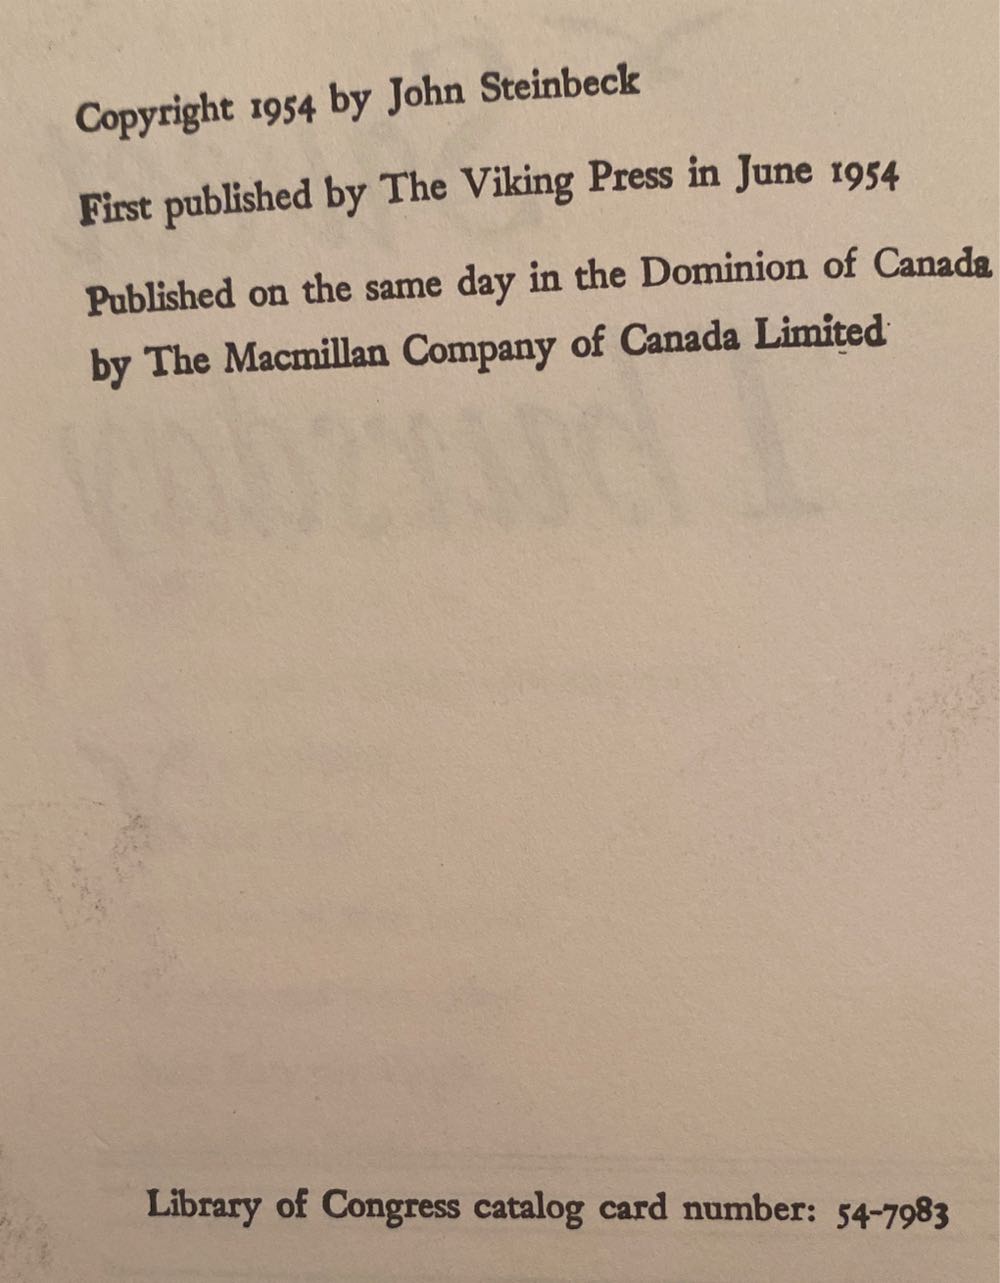 Copyright 1954 by John Steinbeck
First published by The Viking Press in June 1954
Published on the same day in the Dominion of Canada
by The Macmillan Company of Canada Limited
Thursday
Library of Congress catalog card number: 54-7983